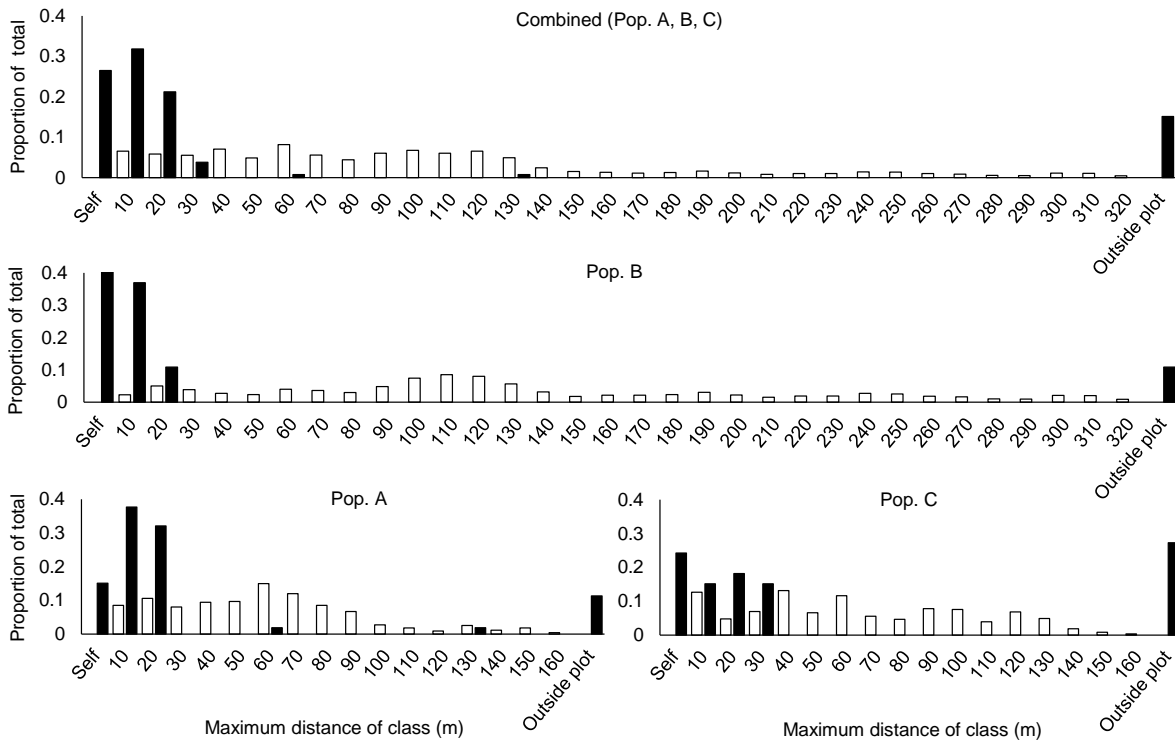 Combined (Pop. A, B, C)
Proportion of total
0.4
0.3
0.2
0.1
0
Self 10 20 30 40 50 60 70 80 90 100 110 120 130 140 150 160 170 180 190 200 210 220 230 240 250 260 270 280 290 300 310 320 Outside plot
Pop. B
Proportion of total
0.4
0.3
0.2
0.1
0
Self 10 20 30 40 50 60 70 80 90 100 110 120 130 140 150 160 170 180 190 200 210 220 230 240 250 260 270 280 290 300 310 320 Outside plot
Pop. A
Proportion of total
0.4
0.3
0.2
0.1
0
Self 10 20 30 40 50 60 70 80 90 100 110 120 130 140 150 160 Outside plot
Maximum distance of class (m)
Pop. C
Proportion of total
0.4
0.3
0.2
0.1
0
Self 10 20 30 40 50 60 70 80 90 100 110 120 130 140 150 160 Outside plot
Maximum distance of class (m)